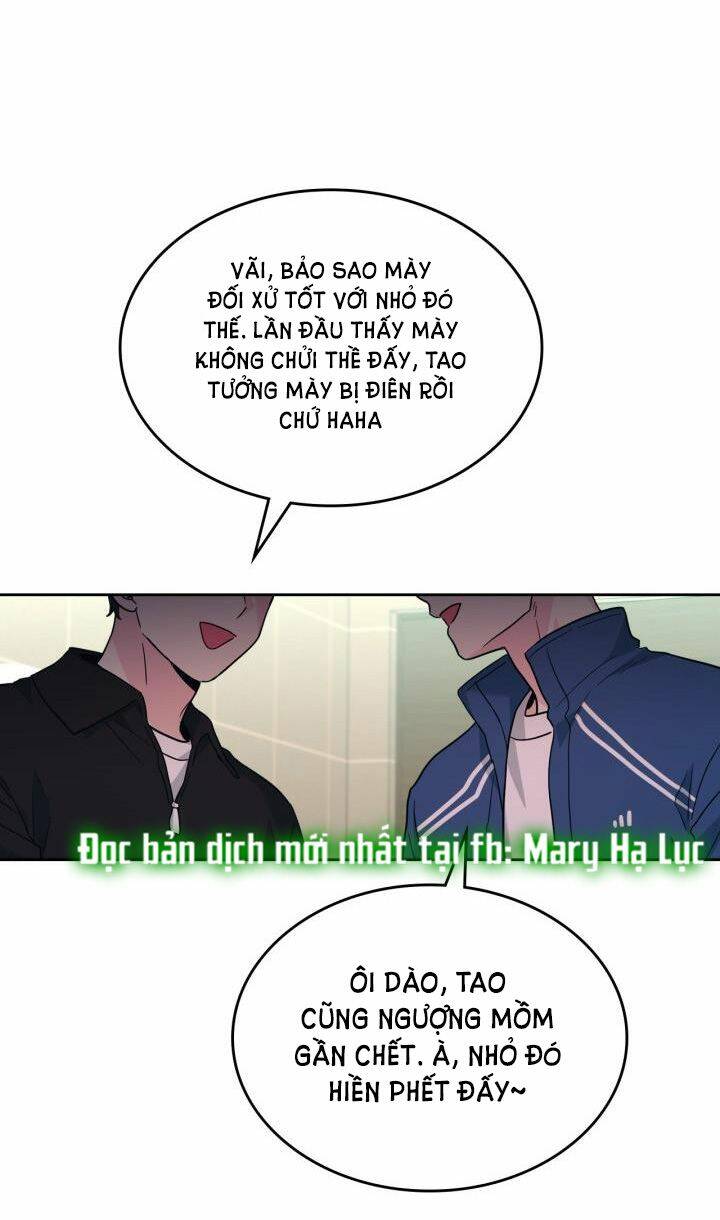 VÃI, BẢO SAO MÀY
ĐỐI XỬ TỐT VỚI NHỎ ĐÓ
THẾ. LẦN ĐẦU THẤY MÀY
KHÔNG CHỬI THỀ ĐẤY, TAO
TƯỞNG MÀY BỊ ĐIÊN RỒI
CHỨ HAHA
Đọc bản dịch mới nhất tại fb: Mary Hạ Lục
ÔI DÀO, TAO
CŨNG NGƯỢNG MỒM
GẦN CHẾT. À, NHỎ ĐÓ
HIỀN PHẾT ĐẤY~